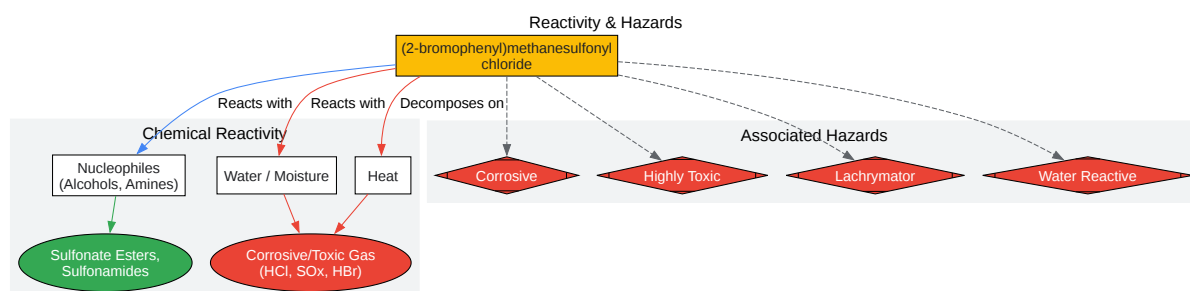 Reactivity & Hazards
(2-bromophenyl)methanesulfonyl
chloride
Reacts with
Reacts with
Decomposes on
Chemical Reactivity
Associated Hazards
Nucleophiles
(Alcohols, Amines)
Water / Moisture
Heat
Corrosive
Highly Toxic
Lachrymator
Water Reactive
Sulfonate Esters,
Sulfonamides
Corrosive/Toxic Gas
(HCl, SOx, HBr)